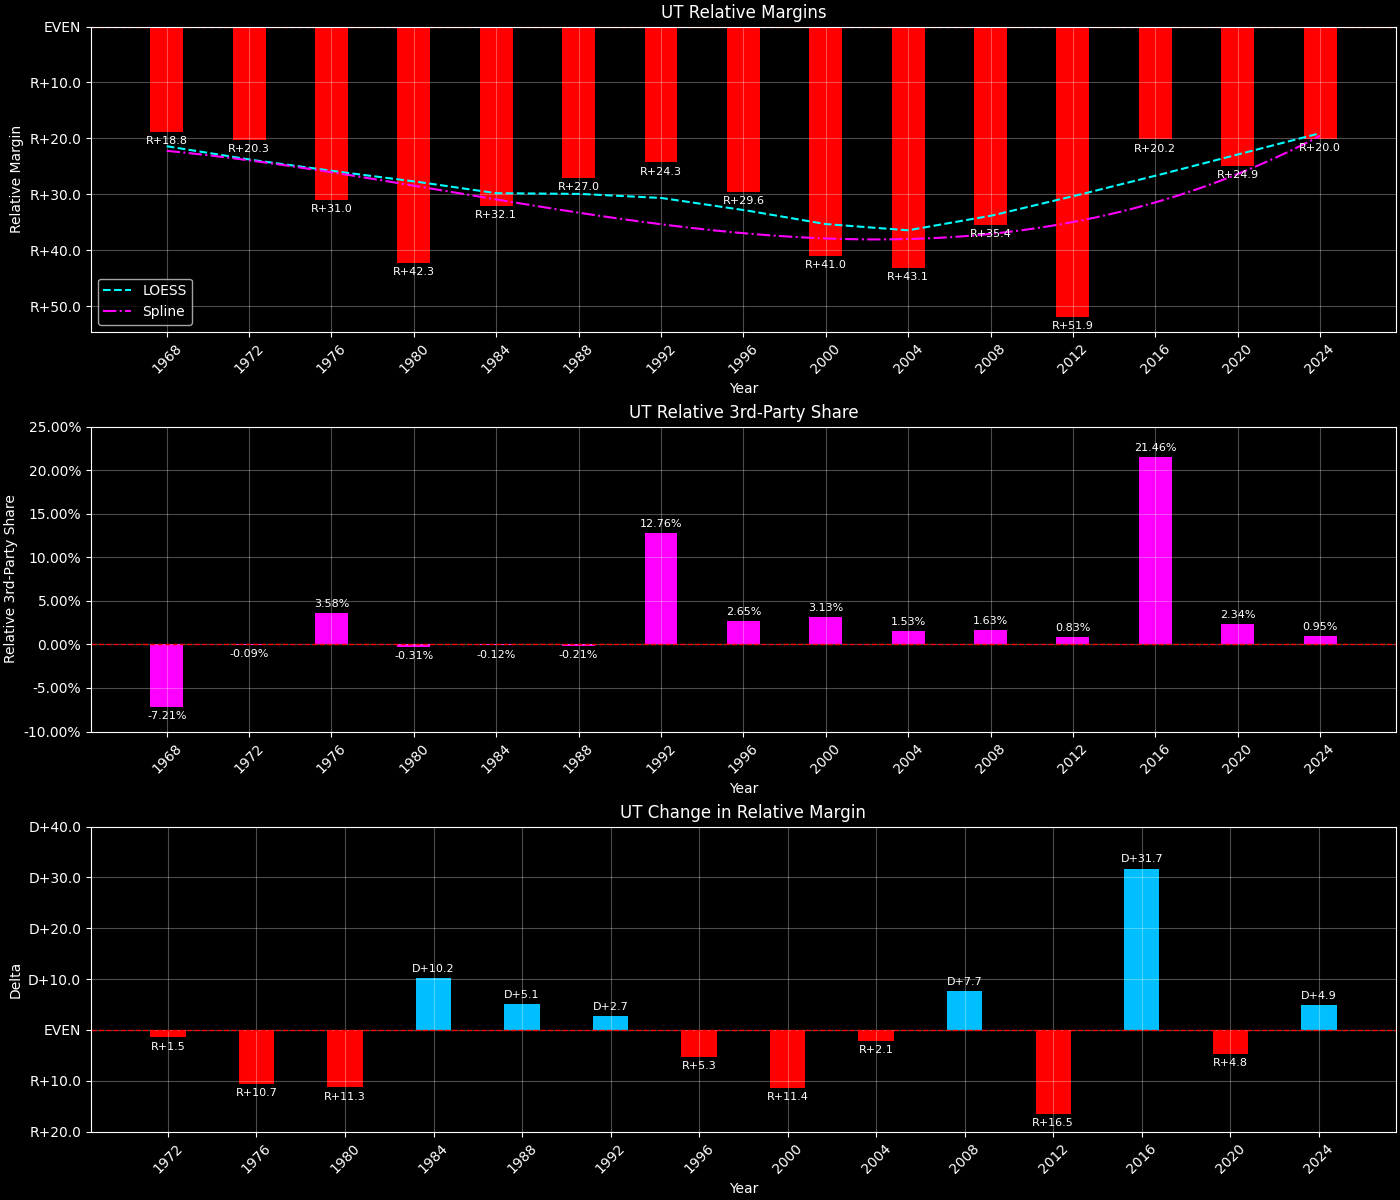 UT Relative Margins
EVEN
R+10.0
R+20.0
R+30.0
R+40.0
R+50.0
Relative Margin
R+18.8
R+20.3
R+31.0
R+42.3
R+32.1
R+27.0
R+24.3
R+29.6
R+41.0
R+43.1
R+35.4
R+51.9
R+20.2
R+24.9
R+20.0
LOESS
Spline
1968
1972
1976
1980
1984
1988
1992
1996
2000
2004
2008
2012
2016
2020
2024
Year
UT Relative 3rd-Party Share
25.00%
20.00%
15.00%
10.00%
5.00%
0.00%
-5.00%
-10.00%
Relative 3rd-Party Share
-7.21%
-0.09%
3.58%
-0.31%
-0.12%
-0.21%
12.76%
2.65%
3.13%
1.53%
1.63%
0.83%
21.46%
2.34%
0.95%
1968
1972
1976
1980
1984
1988
1992
1996
2000
2004
2008
2012
2016
2020
2024
Year
UT Change in Relative Margin
D+40.0
D+30.0
D+20.0
D+10.0
EVEN
R+10.0
R+20.0
Delta
R+1.5
R+10.7
R+11.3
D+10.2
D+5.1
D+2.7
R+5.3
R+11.4
R+2.1
D+7.7
R+16.5
D+31.7
R+4.8
D+4.9
1972
1976
1980
1984
1988
1992
1996
2000
2004
2008
2012
2016
2020
2024
Year